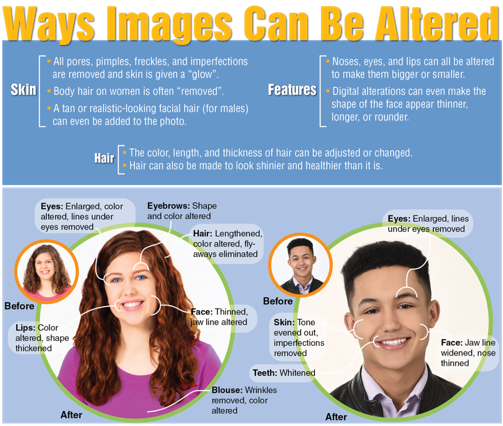 Ways Images Can Be Altered
Skin
• All pores, pimples, freckles, and imperfections
are removed and skin is given a “glow”.
• Body hair on women is often “removed”.
• A tan or realistic-looking facial hair (for males)
can even be added to the photo.
Features
• Noses, eyes, and lips can all be altered
to make them bigger or smaller.
• Digital alterations can even make the
shape of the face appear thinner,
longer, or rounder.
Hair
• The color, length, and thickness of hair can be adjusted or changed.
• Hair can also be made to look shinier and healthier than it is.
Eyes: Enlarged, color
altered, lines under
eyes removed
Eyebrows: Shape
and color altered
Hair: Lengthened,
color altered, fly-
aways eliminated
Before
Lips: Color
altered, shape
thickened
Face: Thinned,
jaw line altered
Blouse: Wrinkles
removed, color
altered
After
Eyes: Enlarged, lines
under eyes removed
Before
Skin: Tone
evened out,
imperfections
removed
Teeth: Whitened
Face: Jaw line
widened, nose
thinned
After